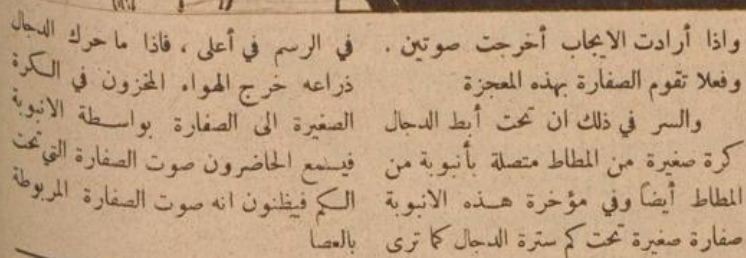 واذا أرادت الايجاب أخرجت صوتين .
وفعلا تقوم الصفارة بهذه المعجزة
والسر في ذلك ان تحت أبط الدجال
كرة صغيرة من المطاط متصلة بأنبوبة من
المطاط أيضاً وفي مؤخرة هــذه الانبوبة
صفارة صغيرة تحت كم سترة الدجال كما ترى
في الرسم في أعلى ، فاذا ما حرك الدجال
ذراعه خرج الهواء المخزون في الكرة
الصغيرة الى الصفارة بواســطة الانبوبة
فيسمع الحاضرون صوت الصفارة التي تحت
الكم فيظنون انه صوت الصفارة المربوطة
بالعصا